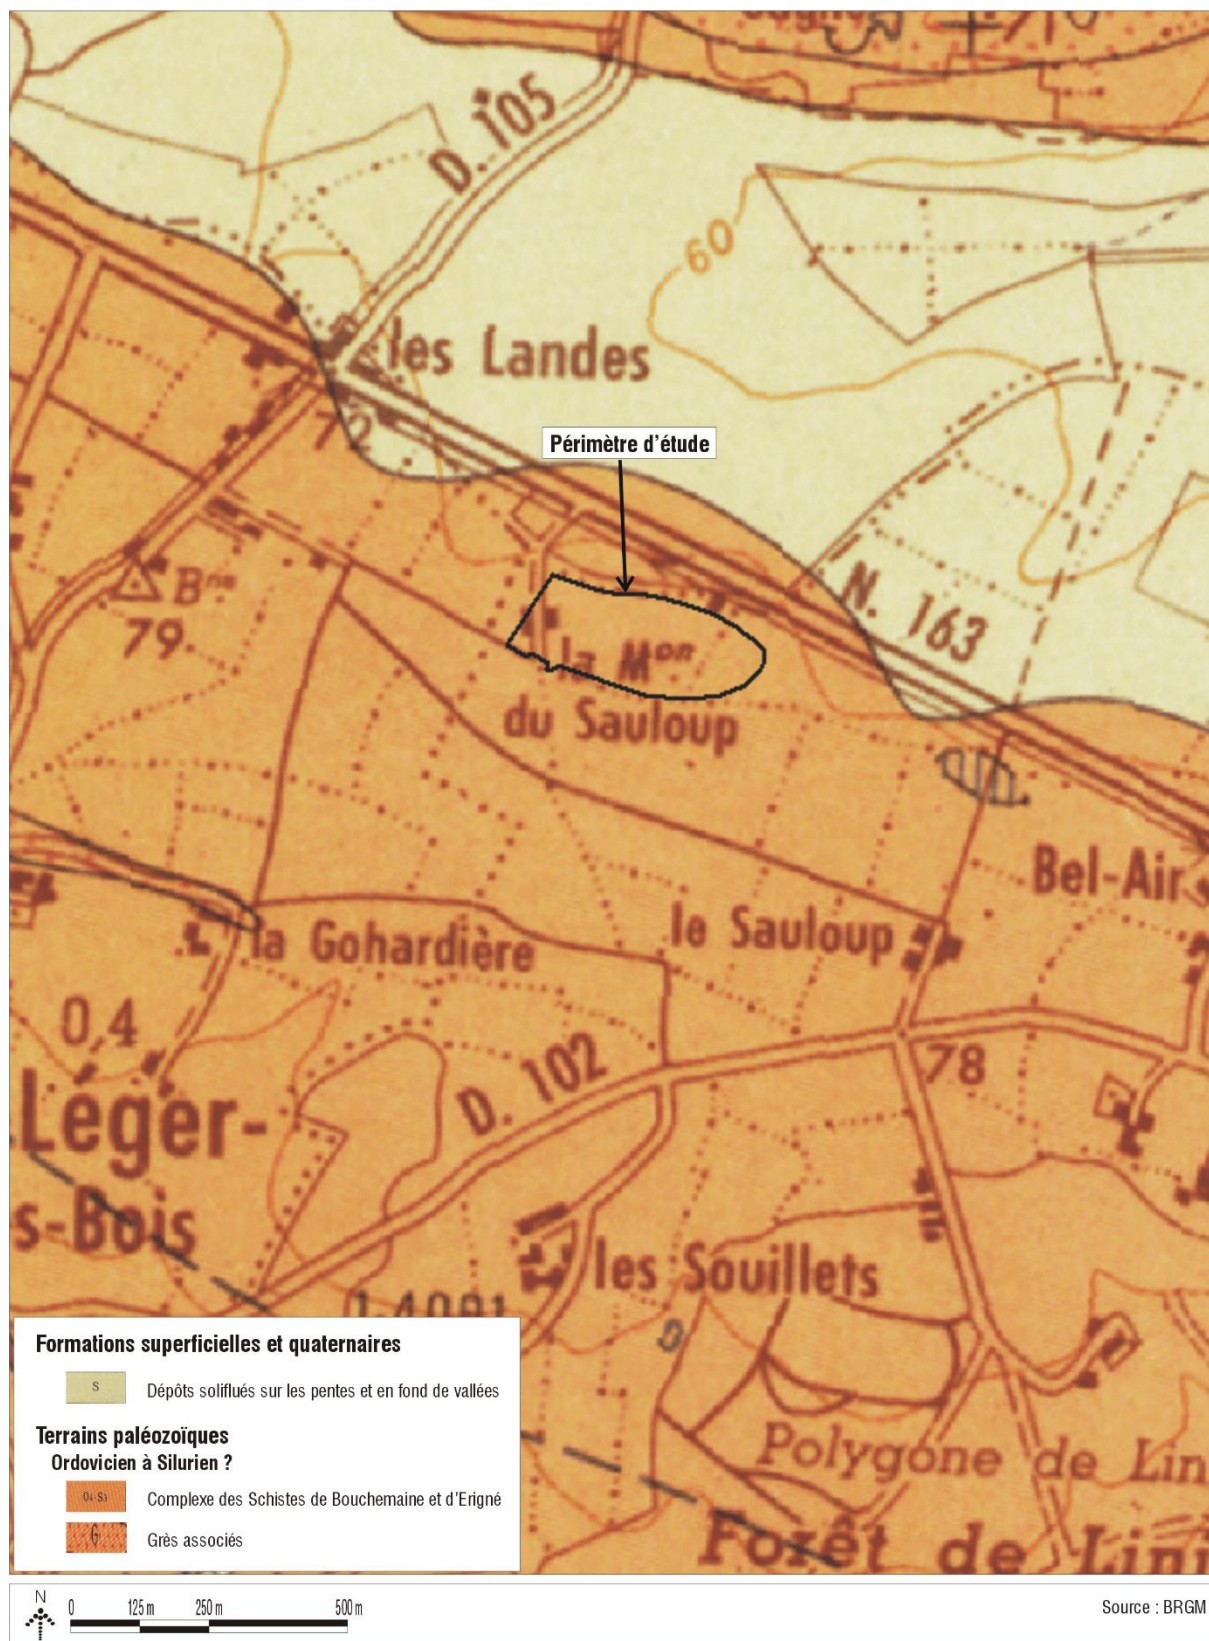 D. 105
60
les Landes
72
Périmètre d'étude
N. 163
Bne
79
la Mon
du Sauloup
Bel-Air
le Sauloup
la Gohardière
0,4
78
D. 102
Léger-
s-Bois
les Souillets
Polygone de Lin
Forêt de Lini
Formations superficielles et quaternaires
S
Dépôts soliflués sur les pentes et en fond de vallées
Terrains paléozoïques
Ordovicien à Silurien ?
O4-S3
Complexe des Schistes de Bouchemaine et d'Erigné
G
Grès associés
N
0 125 m 250 m 500 m
Source : BRGM